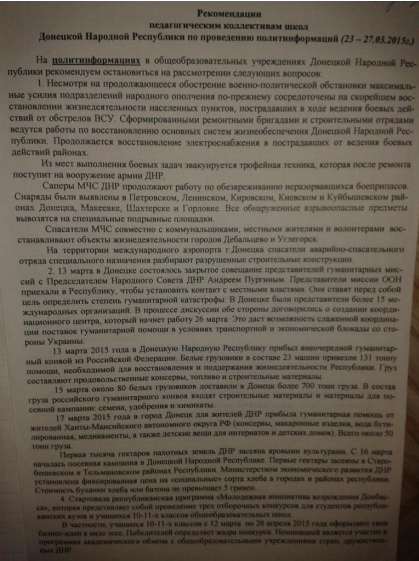 Рекомендации
педагогическим коллективам школ
Донецкой Народной Республики по проведению политинформаций (23 – 27.03.2015г.)
На политинформациях в общеобразовательных учреждениях Донецкой Народной Рес-
публики рекомендуем остановиться на рассмотрении следующих вопросов:
1. Несмотря на продолжающееся обострение военно-политической обстановки максималь-
ные усилия подразделений народного ополчения по-прежнему сосредоточены на скорейшем вос-
становлении жизнедеятельности населенных пунктов, пострадавших в ходе ведения боевых дей-
ствий от обстрелов ВСУ. Сформированными ремонтными бригадами и строительными отрядами
ведутся работы по восстановлению основных систем жизнеобеспечения Донецкой Народной Рес-
публики. Продолжается восстановление электроснабжения в пострадавших от ведения боевых
действий районах.
Из мест выполнения боевых задач эвакуируется трофейная техника, которая после ремонта
поступит на вооружение армии ДНР.
Саперы МЧС ДНР продолжают работу по обезвреживанию неразорвавшихся боеприпасов.
Снаряды были выявлены в Петровском, Ленинском, Кировском, Киевском и Куйбышевском рай-
онах Донецка, Макеевке, Шахтерске и Горловке. Все обнаруженные взрывоопасные предметы
вывозятся на специальные подрывные площадки.
Спасатели МЧС совместно с коммунальщиками, местными жителями и волонтерами вос-
станавливают объекты жизнедеятельности городов Дебальцево и Углегорск.
На территории международного аэропорта г.Донецка спасатели аварийно-спасательного
отряда специального назначения разбирают разрушенные строительные конструкции.
2. 13 марта в Донецке состоялось закрытое совещание представителей гуманитарных мис-
сий с Председателем Народного Совета ДНР Андреем Пургиным. Представители миссии ООН
приехали в Республику, чтобы установить контакт с местными властями. Они ставят перед собой
цель определить степень гуманитарной катастрофы. В Донецке были представители более 15 ме-
ждународных организаций. В процессе дискуссии обе стороны договорились о создании коорди-
национного центра, который начнет работу 26 марта. Это даст возможность слаженной координа-
ции поставок гуманитарной помощи в условиях транспортной и экономической блокады со сто-
роны Украины.
13 марта 2015 года в Донецкую Народную Республику прибыл внеочередной гуманитар-
ный конвой из Российской Федерации. Белые грузовики в составе 23 машин привезли 131 тонну
помощи, необходимой для восстановления и поддержания жизнедеятельности Республики. Груз
составляют продовольственные консервы, топливо и строительные материалы.
15 марта около 80 белых грузовиков доставили в Донецк более 700 тонн груза. В состав
груза российского гуманитарного конвоя входят строительные материалы и материалы для по-
севной кампании: семена, удобрения и химикаты.
17 марта 2015 года в город Донецк для жителей ДНР прибыла гуманитарная помощь от
жителей Ханты-Мансийского автономного округа РФ (консервы, макаронные изделия, вода бути-
лированная, медикаменты, а также детские вещи для интернатов и детских домов). Всего около 50
тонн груза.
Первая тысяча гектаров пахотных земель ДНР засеяна яровыми культурами. С 16 марта
началась посевная кампания в Донецкой Республике. Первые гектары засеяны в Старо-
бешевском и Тельмановском районах Республики. Министерством экономического развития ДНР
установлена фиксированная цена на «социальные» сорта хлеба в городах и районах республики.
Стоимость буханки хлеба или батона не превышает 5 гривен.
4. Стартовала республиканская программа «Молодежная инициатива возрождения Донбас-
са», которая представляет собой проведение трех отборочных конкурсов для студентов республи-
канских вузов и учащихся 10-11-х классов общеобразовательных школ.
В частности, учащиеся 10-11-х классов с 12 марта по 26 апреля 2015 года оформляют свои
бизнес-идеи в виде эссе. Победителей определяет жюри конкурса. Номинацией является участие в
программах академического обмена с общеобразовательными учреждениями стран, дружествен-
ных ДНР.